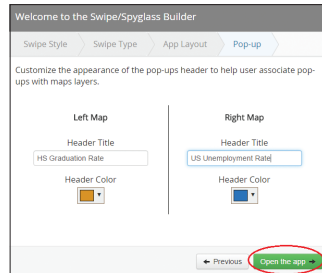 Welcome to the Swipe/Spyglass Builder
Swipe Style
Swipe Type
App Layout
Pop-up
Customize the appearance of the pop-ups header to help user associate pop-
ups with maps layers.
Left Map
Right Map
Header Title
Header Title
HS Graduation Rate
US Unemployment Rate
Header Color
Header Color
← Previous
Open the app →